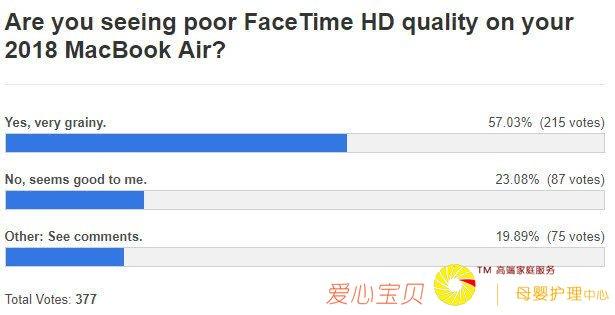 Are you seeing poor FaceTime HD quality on your
2018 MacBook Air?
Yes, very grainy. 57.03% (215 votes)
No, seems good to me. 23.08% (87 votes)
Other: See comments. 19.89% (75 votes)
Total Votes: 377
爱心宝贝 TM 高端家庭服务
母婴护理中心